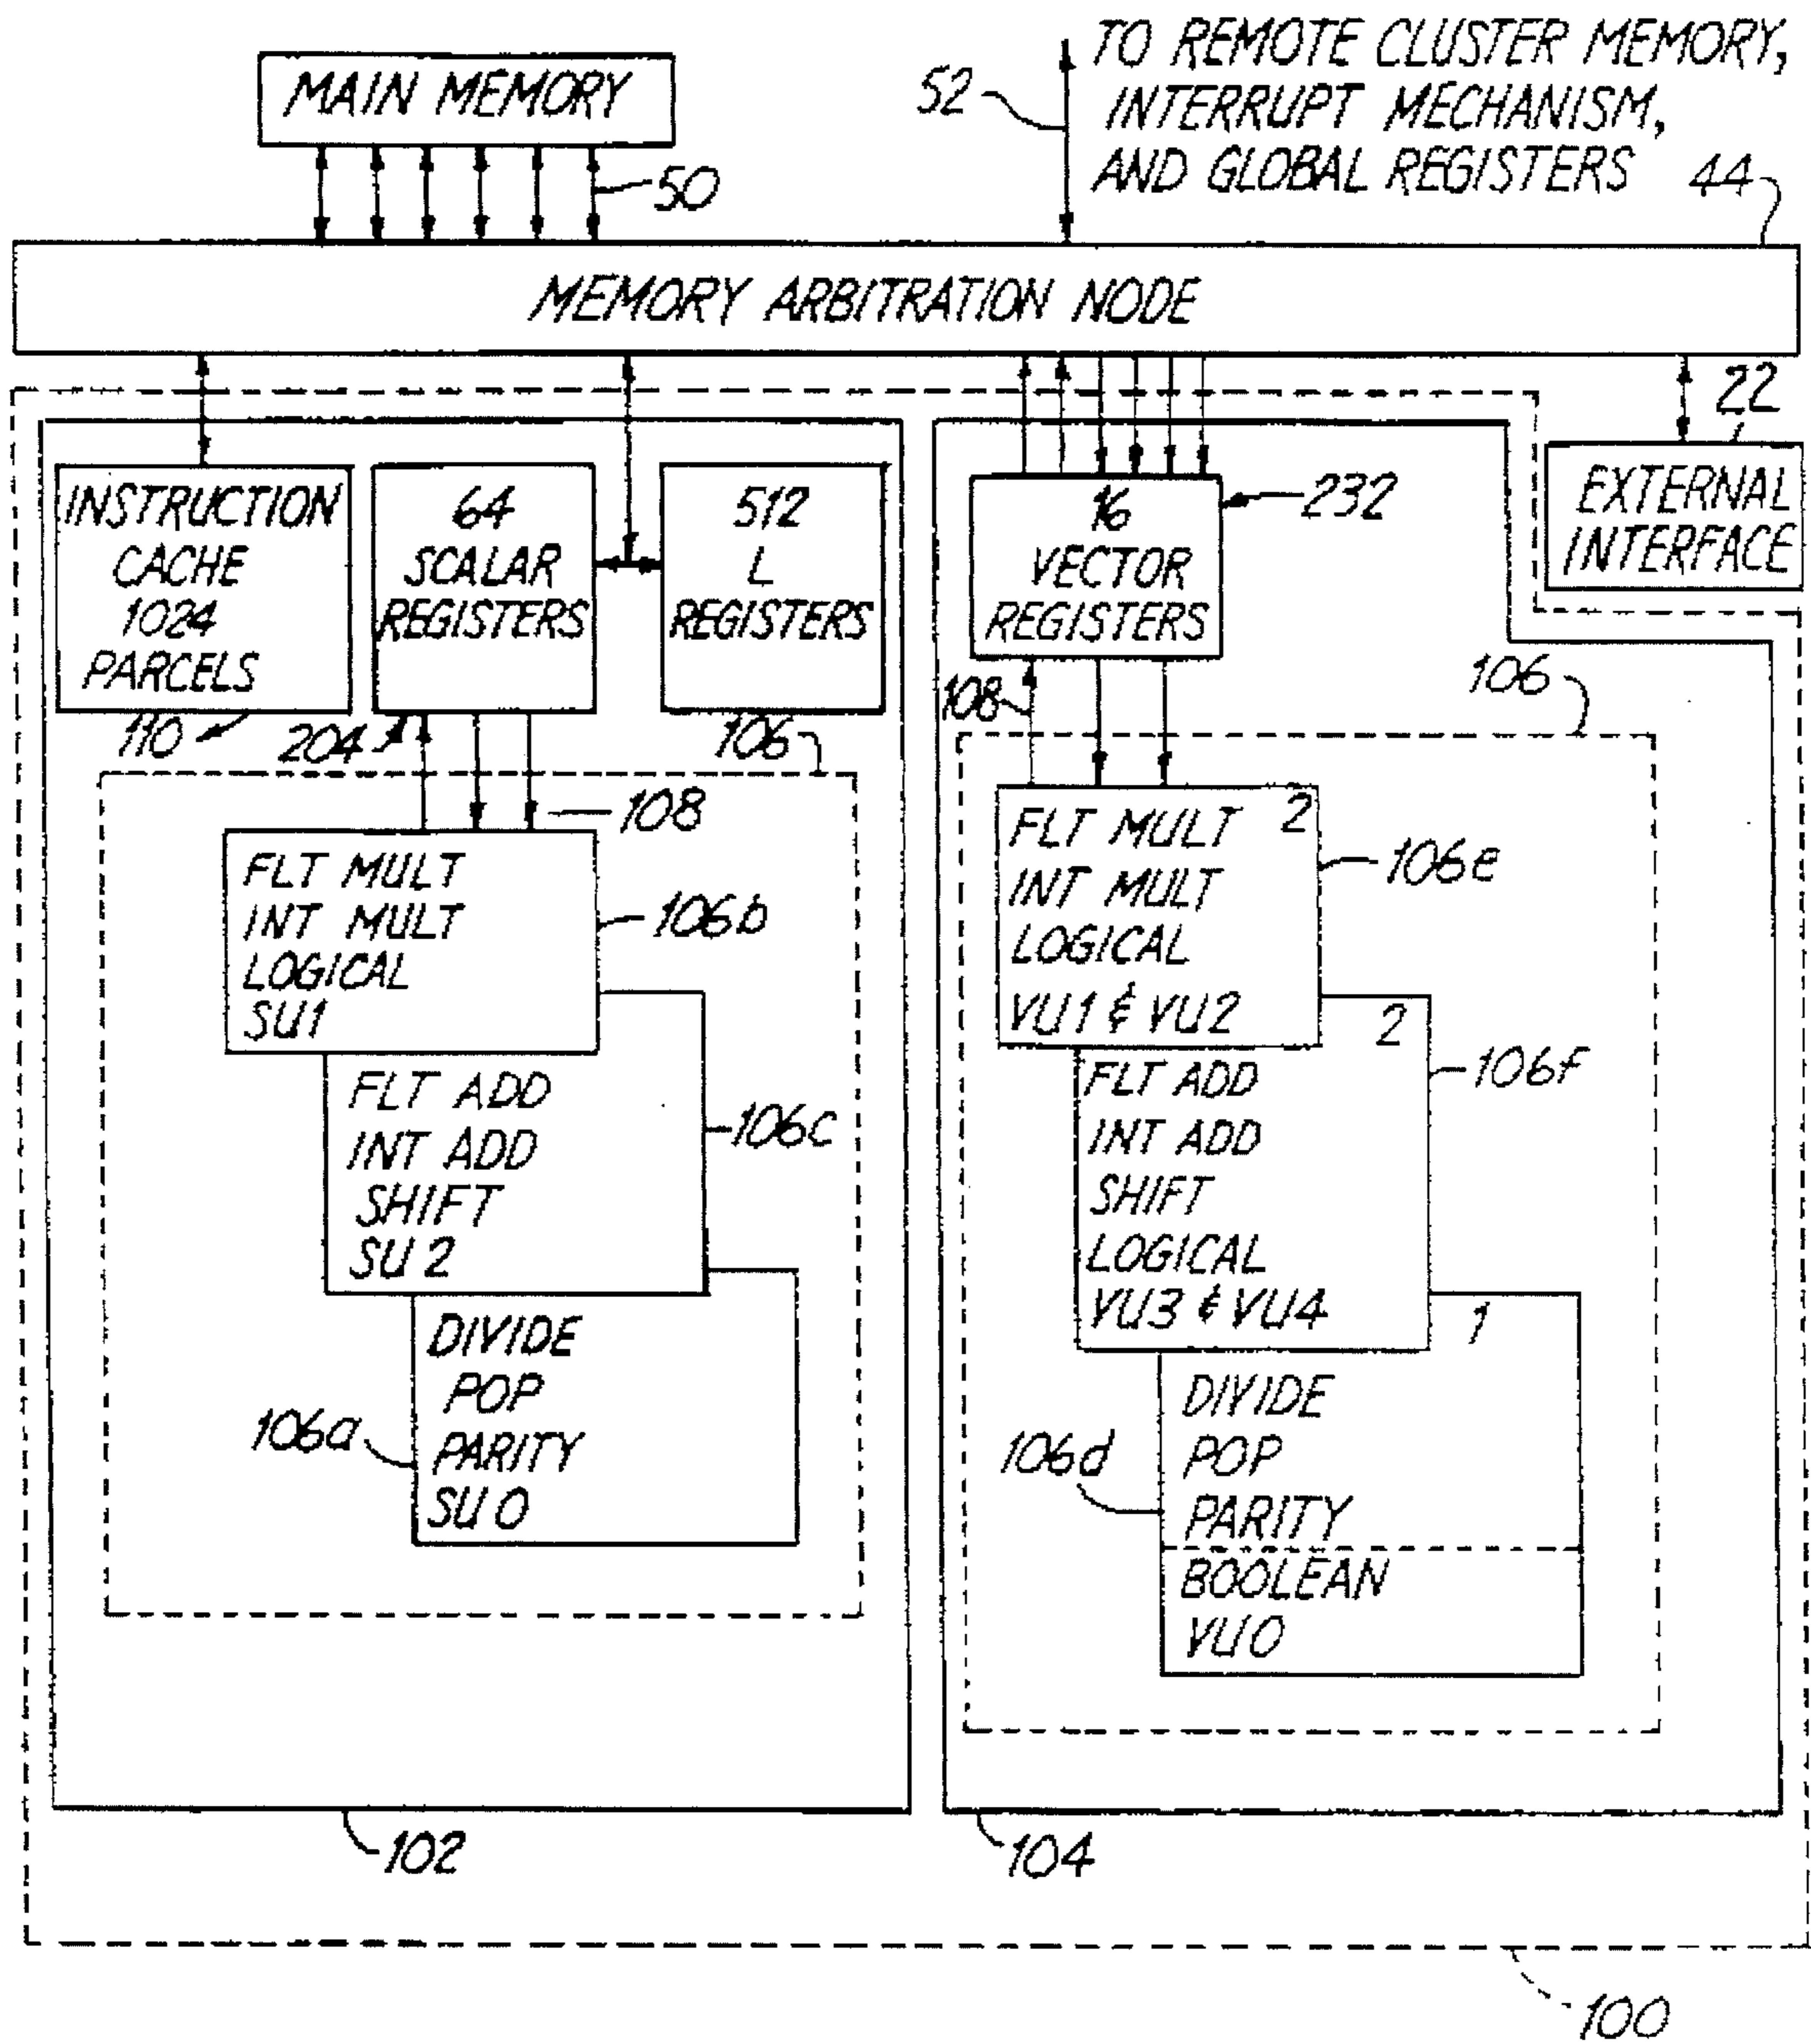 MAIN MEMORY
50
52
TO REMOTE CLUSTER MEMORY,
INTERRUPT MECHANISM,
AND GLOBAL REGISTERS
44
MEMORY ARBITRATION NODE
22
EXTERNAL
INTERFACE
INSTRUCTION
CACHE
1024
PARCELS
110
64
SCALAR
REGISTERS
204
512
L
REGISTERS
106
108
FLT MULT
INT MULT
LOGICAL
SU1
106b
FLT ADD
INT ADD
SHIFT
SU2
106c
DIVIDE
POP
PARITY
SU0
106a
102
16
VECTOR
REGISTERS
232
108
106
FLT MULT 2
INT MULT
LOGICAL
VU1 & VU2
106e
2
FLT ADD
INT ADD
SHIFT
LOGICAL
VU3 & VU4
106f
1
DIVIDE
POP
PARITY
BOOLEAN
VU0
106d
104
100